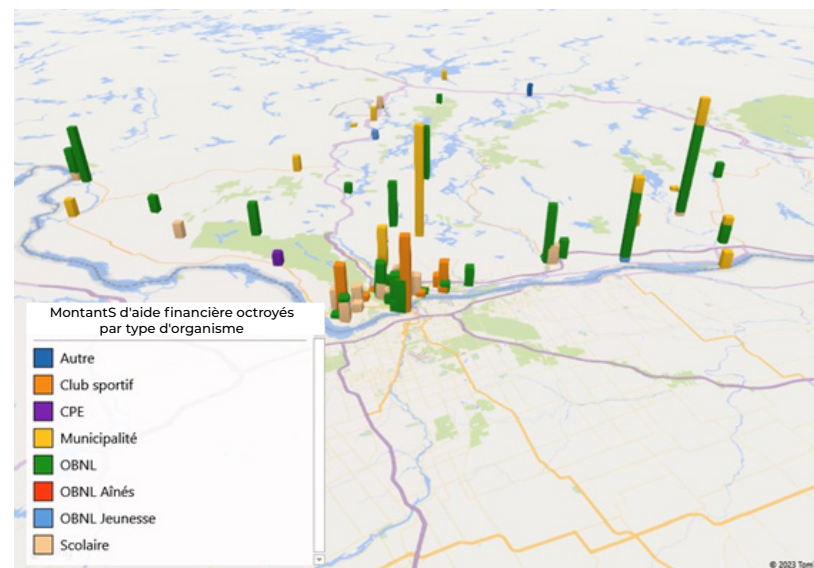 MontantS d'aide financière octroyés
par type d'organisme
Autre
Club sportif
CPE
Municipalité
OBNL
OBNL Aînés
OBNL Jeunesse
Scolaire
© 2023 Tom